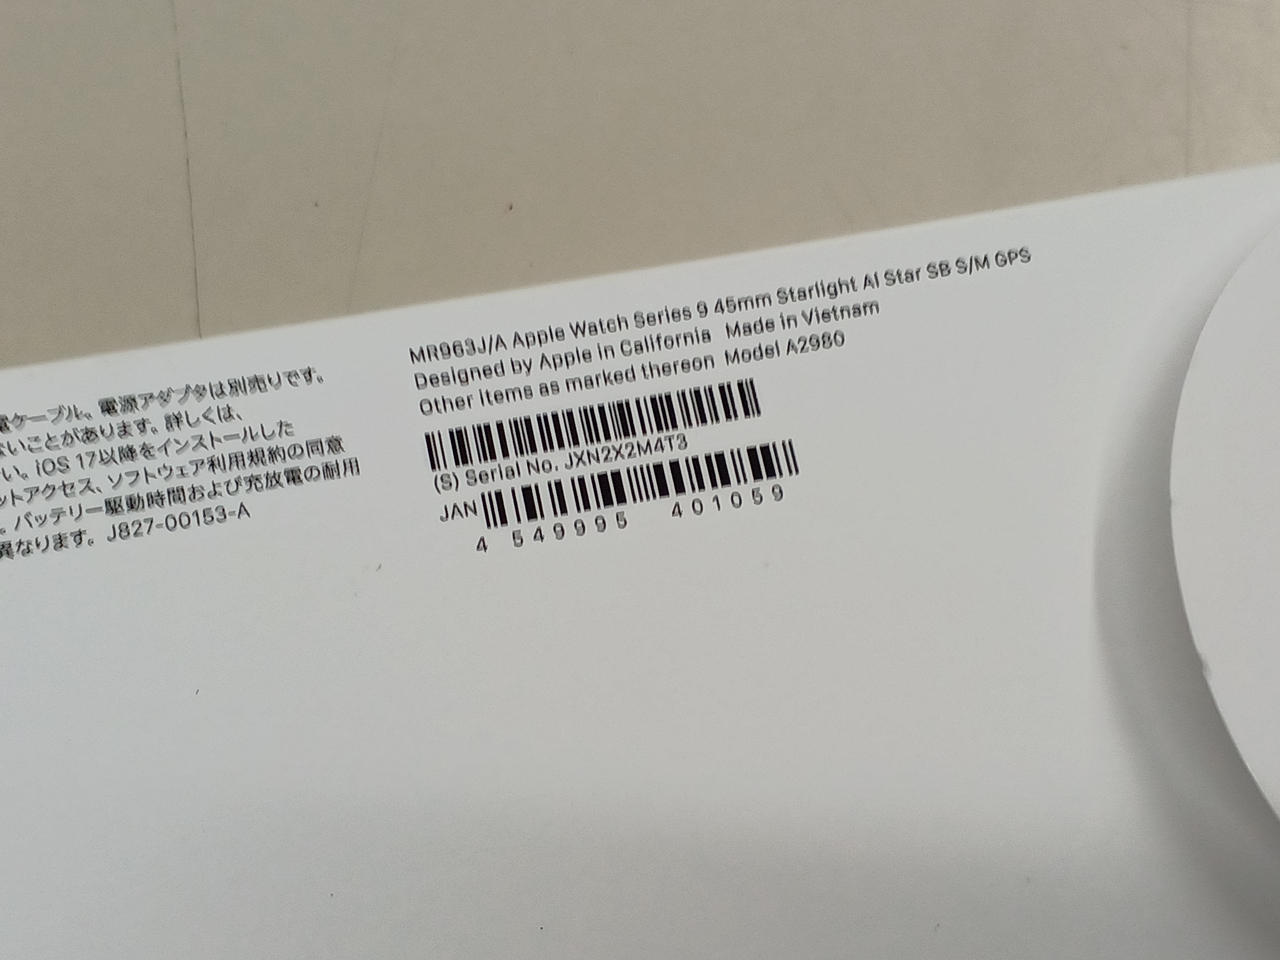 電ケーブル。電源アダプタは別売りです。
ないことがあります。詳しくは、
い。iOS 17以降をインストールした
ットアクセス、ソフトウェア利用規約の同意
。バッテリー駆動時間および充放電の耐用
異なります。J827-00153-A
MR963J/A Apple Watch Series 9 45mm Starlight Al Star SB S/M GPS
Designed by Apple in California Made in Vietnam
Other items as marked thereon Model A2980
(S) Serial No. JXN2X2M4T3
JAN
4 549995 401059